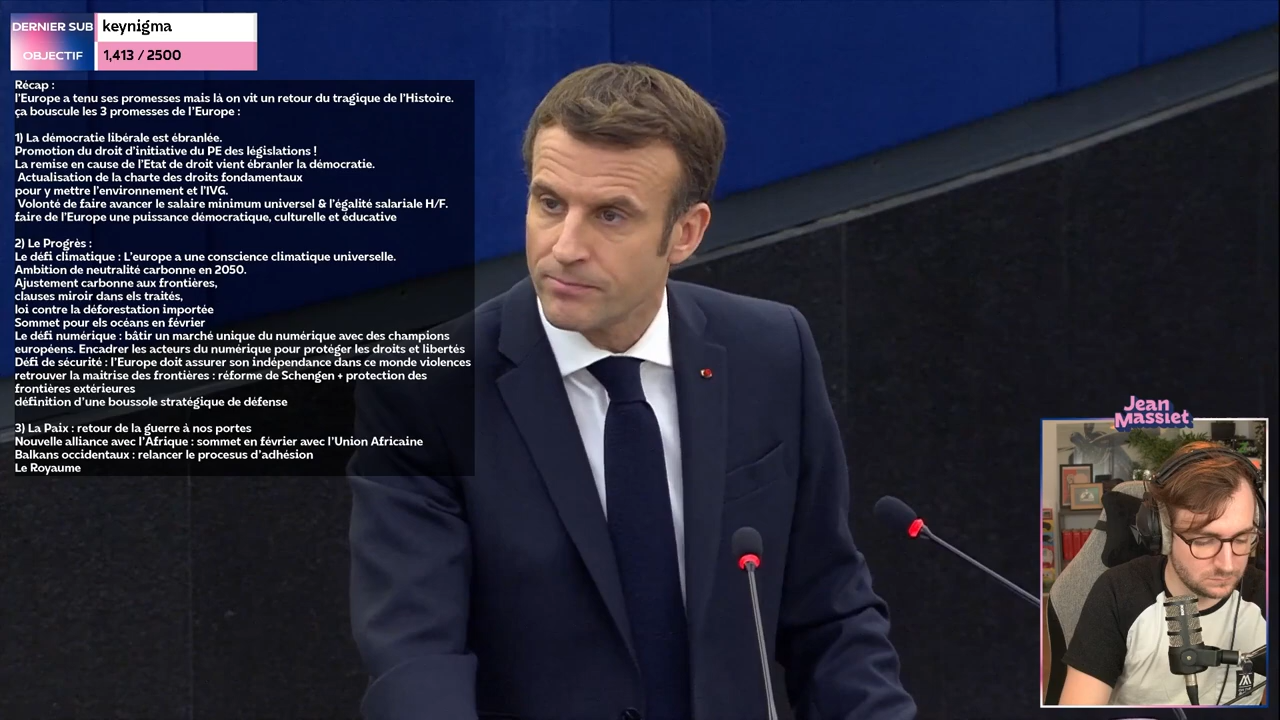 DERNIER SUB
keynigma
OBJECTIF
1,413 / 2500
Récap :
l'Europe a tenu ses promesses mais là on vit un retour du tragique de l'Histoire.
ça bouscule les 3 promesses de l'Europe :
1) La démocratie libérale est ébranlée.
Promotion du droit d'initiative du PE des législations !
La remise en cause de l'Etat de droit vient ébranler la démocratie.
Actualisation de la charte des droits fondamentaux
pour y mettre l'environnement et l'IVG.
Volonté de faire avancer le salaire minimum universel & l'égalité salariale H/F.
faire de l'Europe une puissance démocratique, culturelle et éducative
2) Le Progrès :
Le défi climatique : L'europe a une conscience climatique universelle.
Ambition de neutralité carbonne en 2050.
Ajustement carbonne aux frontières,
clauses miroir dans els traités,
loi contre la déforestation importée
Sommet pour els océans en février
Le défi numérique : bâtir un marché unique du numérique avec des champions
européens. Encadrer les acteurs du numérique pour protéger les droits et libertés
Défi de sécurité : l'Europe doit assurer son indépendance dans ce monde violences
retrouver la maitrise des frontières : réforme de Schengen + protection des
frontières extérieures
définition d'une boussole stratégique de défense
3) La Paix : retour de la guerre à nos portes
Nouvelle alliance avec l'Afrique : sommet en février avec l'Union Africaine
Balkans occidentaux : relancer le procesus d'adhésion
Le Royaume
Jean
Massiet